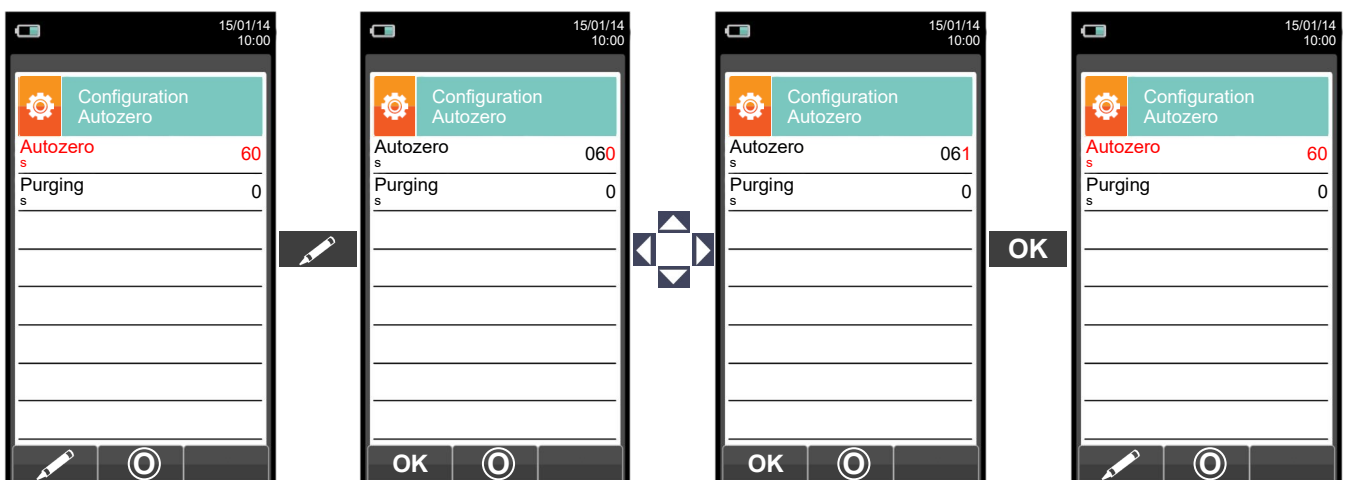 15/01/14
10:00
Configuration
Autozero
Autozero
s
60
Purging
s
0
15/01/14
10:00
Configuration
Autozero
Autozero
s
060
Purging
s
0
OK
15/01/14
10:00
Configuration
Autozero
Autozero
s
061
Purging
s
0
OK
OK
15/01/14
10:00
Configuration
Autozero
Autozero
s
60
Purging
s
0